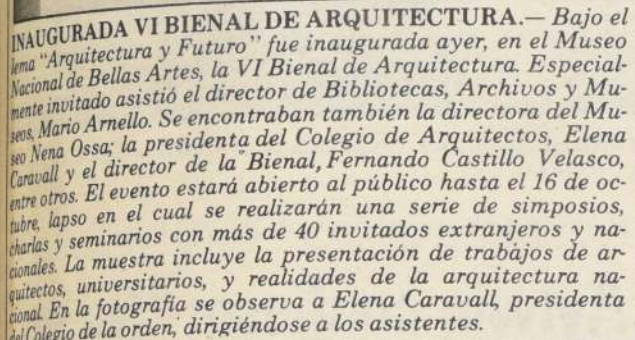 INAUGURADA VI BIENAL DE ARQUITECTURA.— Bajo el
lema "Arquitectura y Futuro" fue inaugurada ayer, en el Museo
Nacional de Bellas Artes, la VI Bienal de Arquitectura. Especial-
mente invitado asistió el director de Bibliotecas, Archivos y Mu-
seos, Mario Arnello. Se encontraban también la directora del Mu-
seo Nena Ossa; la presidenta del Colegio de Arquitectos, Elena
Caravall y el director de la Bienal, Fernando Castillo Velasco,
entre otros. El evento estará abierto al público hasta el 16 de oc-
tubre, lapso en el cual se realizarán una serie de simposios,
charlas y seminarios con más de 40 invitados extranjeros y na-
cionales. La muestra incluye la presentación de trabajos de ar-
quitectos, universitarios, y realidades de la arquitectura na-
cional. En la fotografía se observa a Elena Caravall, presidenta
del Colegio de la orden, dirigiéndose a los asistentes.